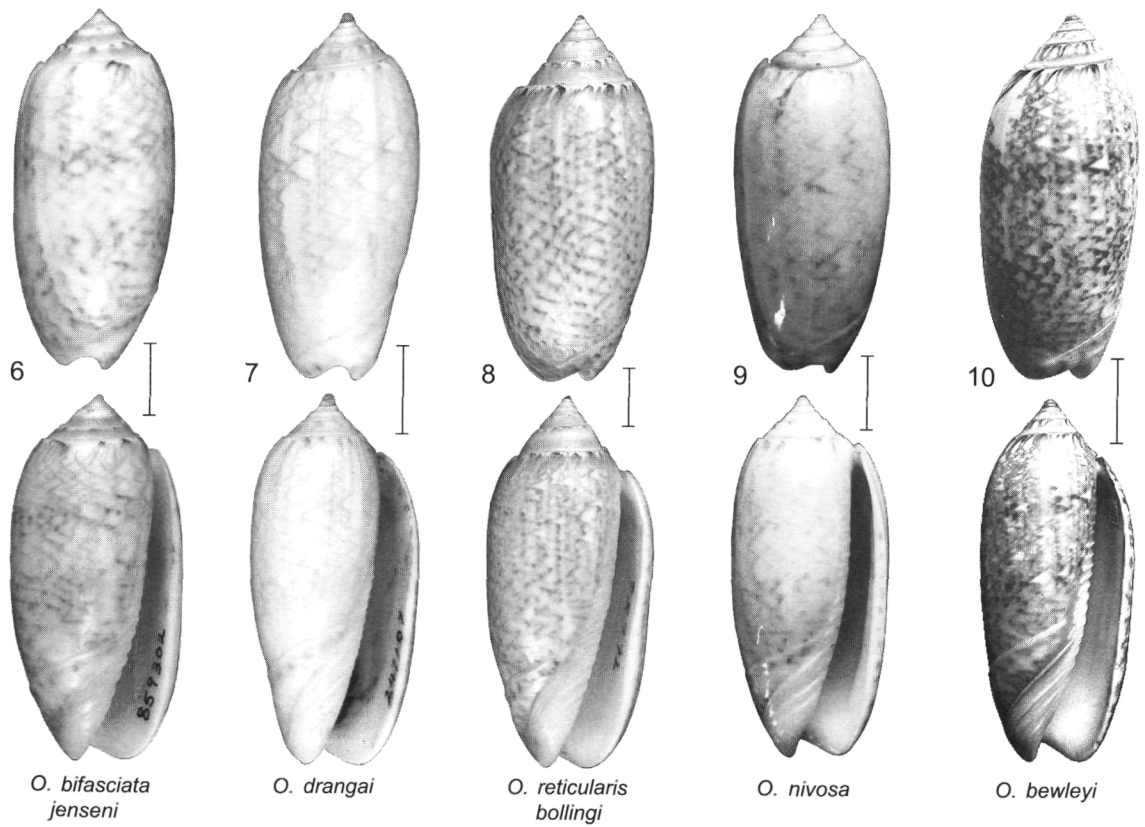 6
7
8
9
10
859302
O. bifasciata
jenseni
O. drangai
O. reticularis
bollingi
O. nivosa
O. bewleyi